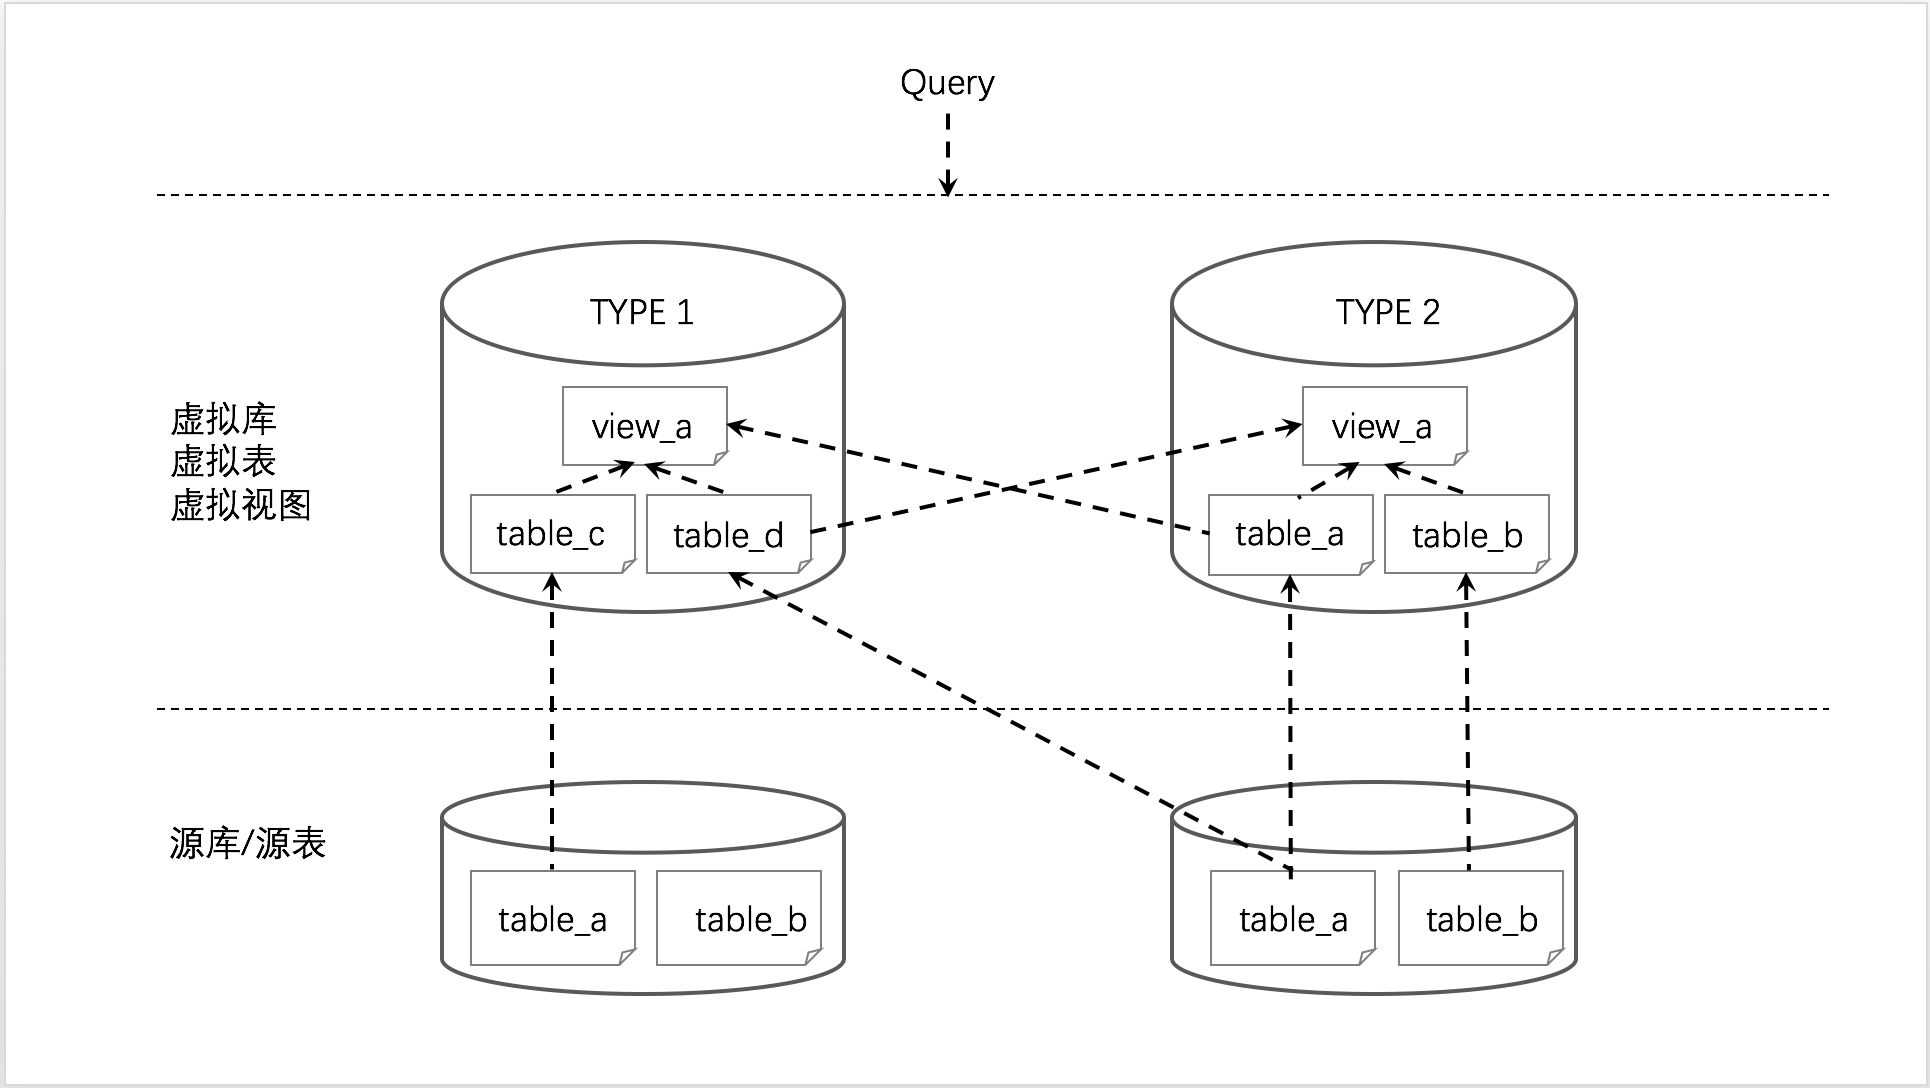 Query
TYPE 1
TYPE 2
虚拟库
虚拟表
虚拟视图
view_a
view_a
table_c
table_d
table_a
table_b
源库/源表
table_a
table_b
table_a
table_b